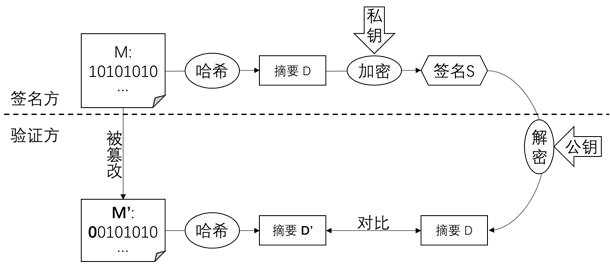 私钥
M:
10101010
...
哈希
摘要 D
加密
签名S
签名方
验证方
被篡改
解密
公钥
M’:
00101010
...
哈希
摘要 D’
对比
摘要 D